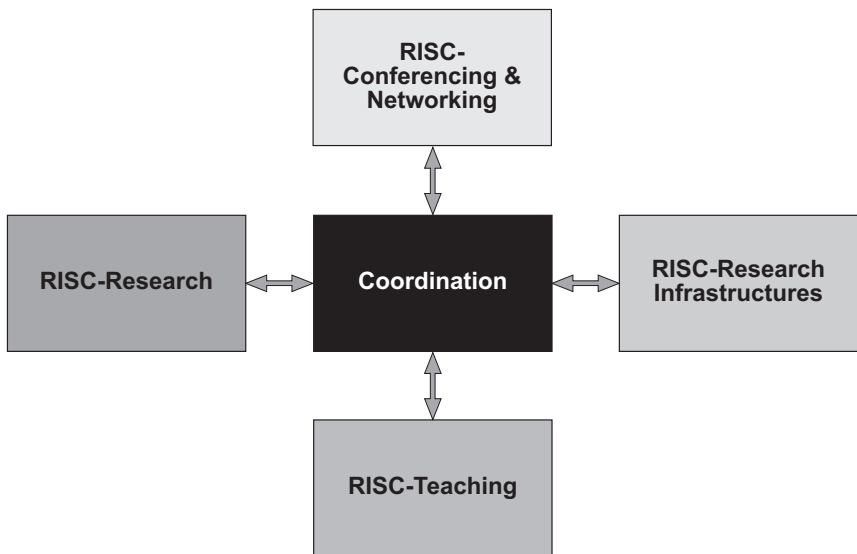 RISC-
Conferencing &
Networking
RISC-Research
Coordination
RISC-Research
Infrastructures
RISC-Teaching